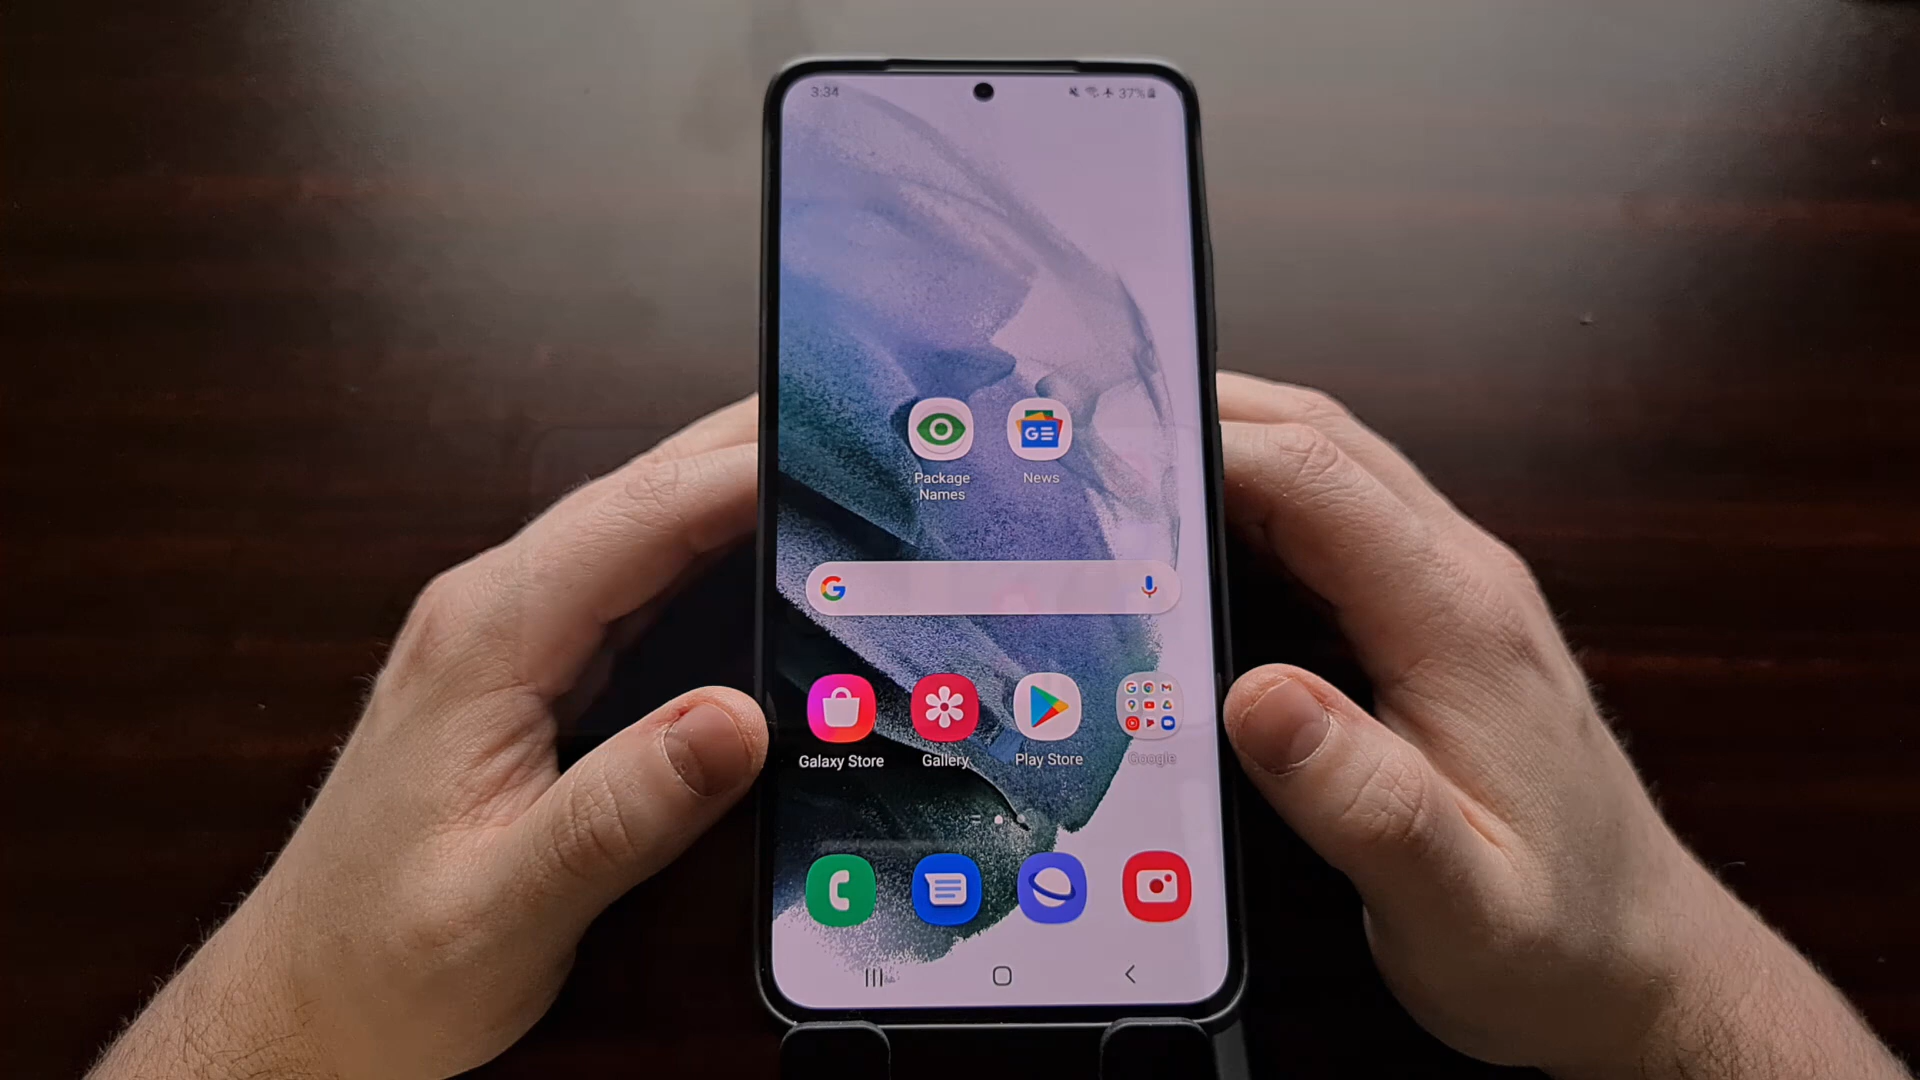 3:34
37%
Package
Names
News
G
Galaxy Store
Gallery
Play Store
Google